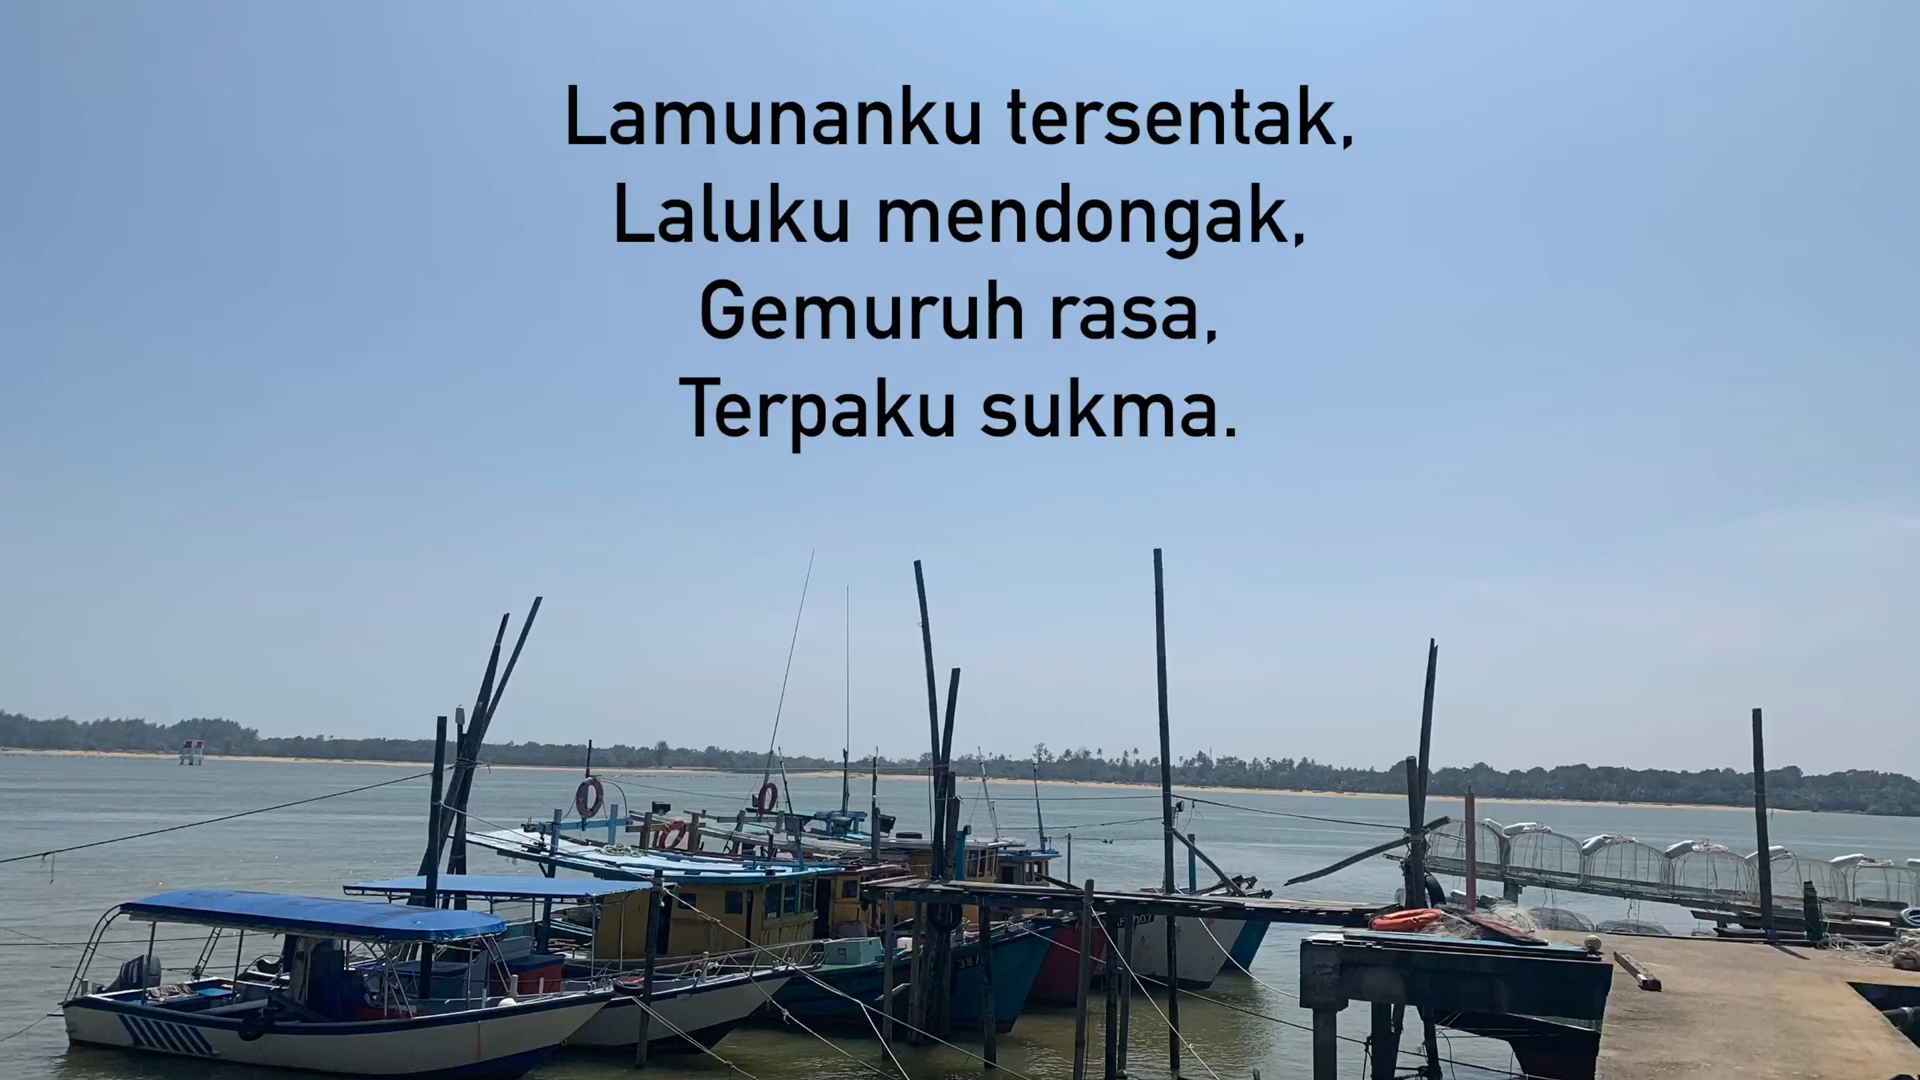 Lamunanku tersentak,
Laluku mendongak,
Gemuruh rasa,
Terpaku sukma.